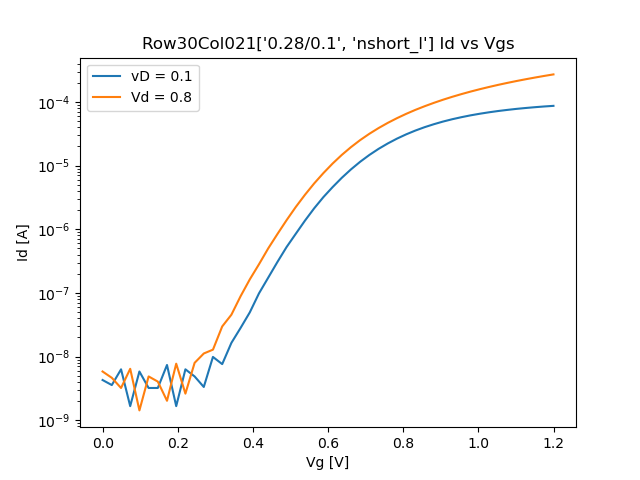 Row30Col021['0.28/0.1', 'nshort_l'] Id vs Vgs
vD = 0.1
Vd = 0.8
Id [A]
10⁻⁴
10⁻⁵
10⁻⁶
10⁻⁷
10⁻⁸
10⁻⁹
0.0 0.2 0.4 0.6 0.8 1.0 1.2
Vg [V]